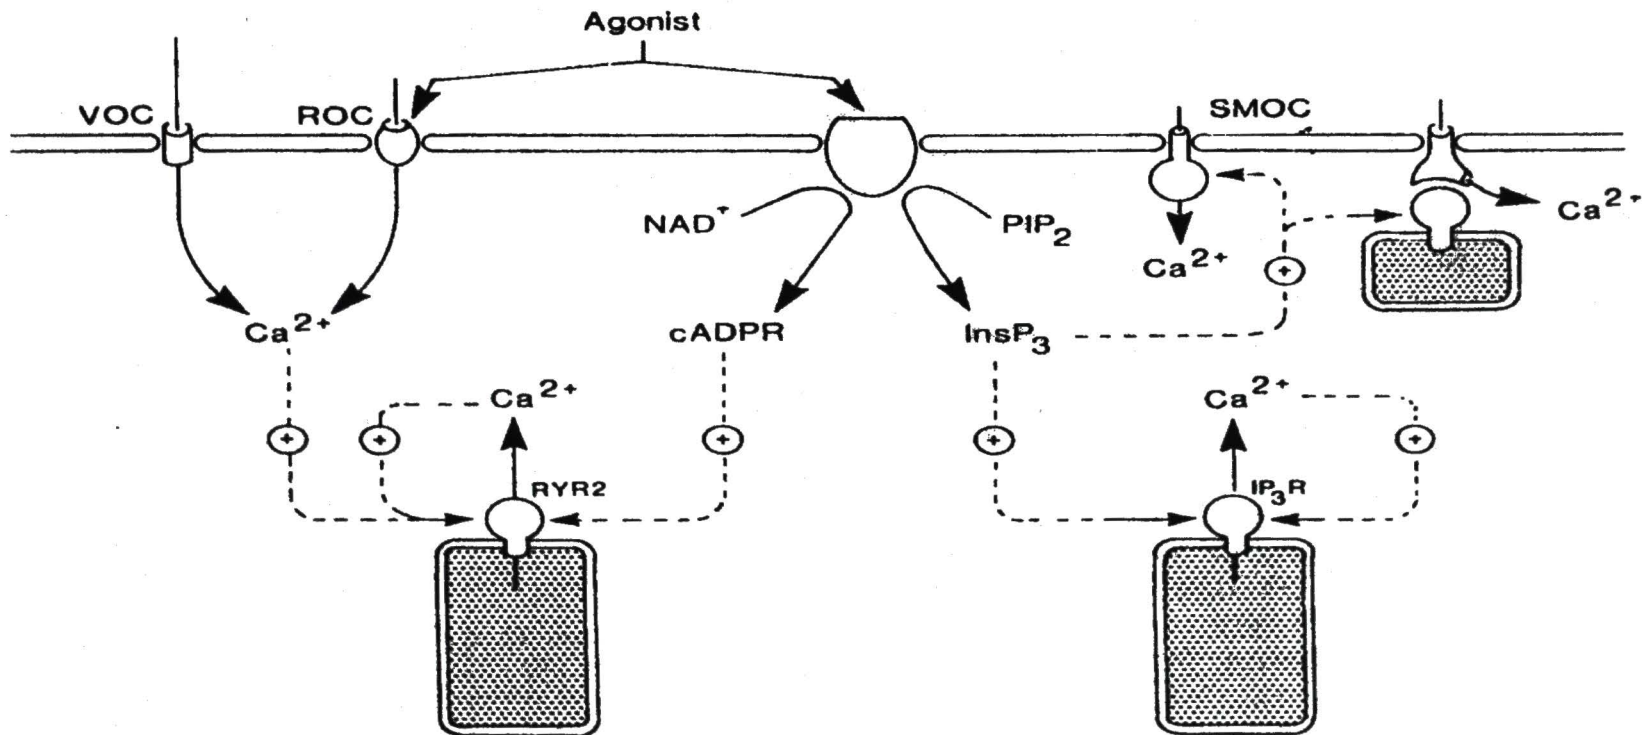 Agonist
VOC
ROC
SMOC
NAD⁺
PIP₂
Ca²⁺
Ca²⁺
Ca²⁺
cADPR
InsP₃
Ca²⁺
Ca²⁺
+
+
+
+
+
+
RYR2
IP₃R